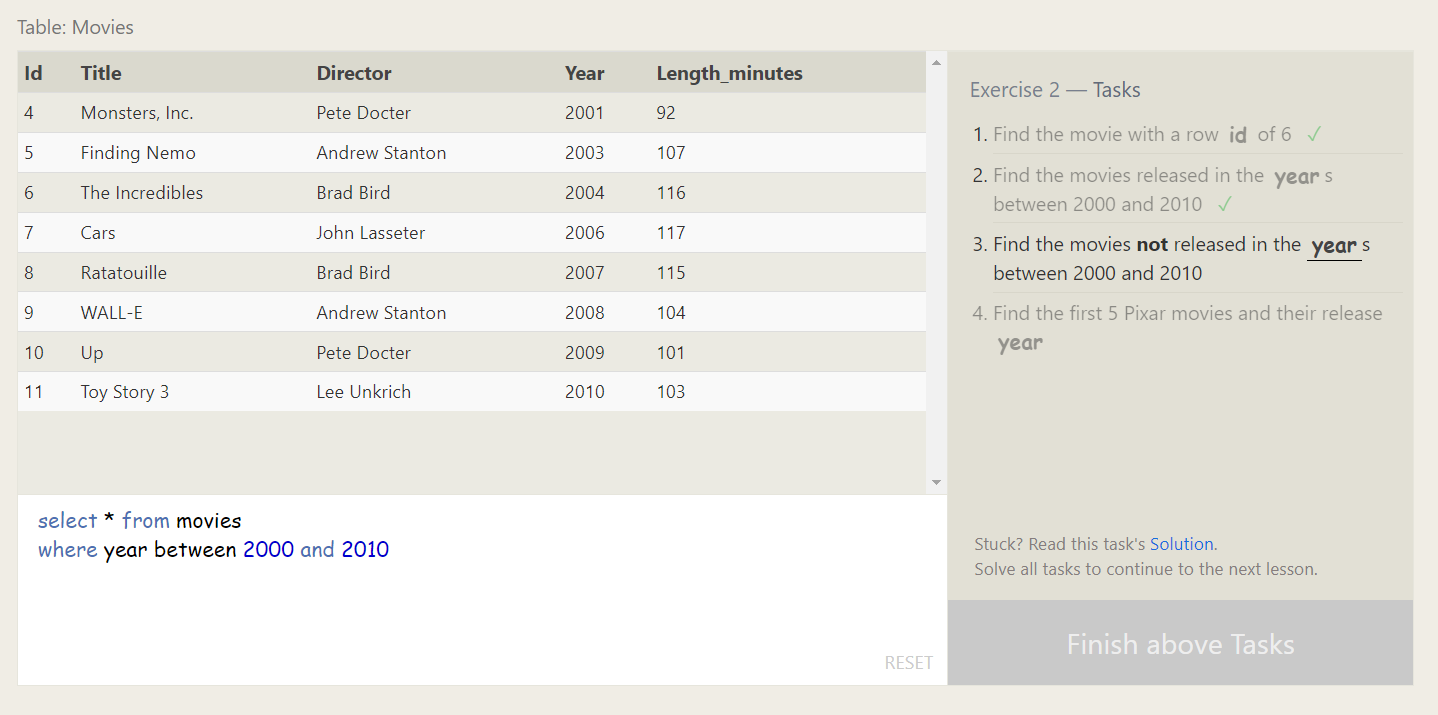 Table: Movies
Id Title Director Year Length_minutes
4 Monsters, Inc. Pete Docter 2001 92
5 Finding Nemo Andrew Stanton 2003 107
6 The Incredibles Brad Bird 2004 116
7 Cars John Lasseter 2006 117
8 Ratatouille Brad Bird 2007 115
9 WALL-E Andrew Stanton 2008 104
10 Up Pete Docter 2009 101
11 Toy Story 3 Lee Unkrich 2010 103
select * from movies
where year between 2000 and 2010
RESET
Exercise 2 — Tasks
1. Find the movie with a row id of 6 ✓
2. Find the movies released in the years
between 2000 and 2010 ✓
3. Find the movies not released in the years
between 2000 and 2010
4. Find the first 5 Pixar movies and their release
year
Stuck? Read this task's Solution.
Solve all tasks to continue to the next lesson.
Finish above Tasks